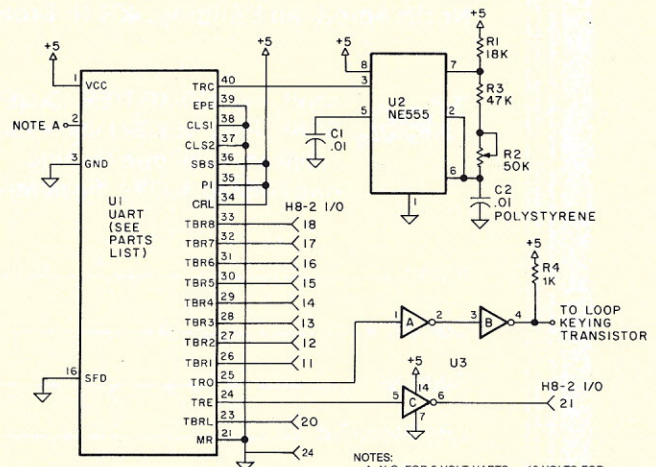 +5
1
VCC
NOTE A
2
3
GND
U1
UART
(SEE
PARTS
LIST)
16
SFD
TRC 40
EPE 39
CLS1 38
CLS2 37
SBS 36
PI 35
CRL 34
TBR8 33
TBR7 32
TBR6 31
TBR5 30
TBR4 29
TBR3 28
TBR2 27
TBR1 26
TRO 25
TRE 24
TBRL 23
MR 21
+5
H8-2 I/O
18
17
16
15
14
13
12
11
20
24
+5
C1
.01
8
3
5
U2
NE555
7
2
6
1
+5
R1
18K
R3
47K
R2
50K
C2
.01
POLYSTYRENE
+5
R4
1K
1 A 2
3 B 4
TO LOOP
KEYING
TRANSISTOR
U3
+5
14
5 C 6
7
H8-2 I/O
21
NOTES: